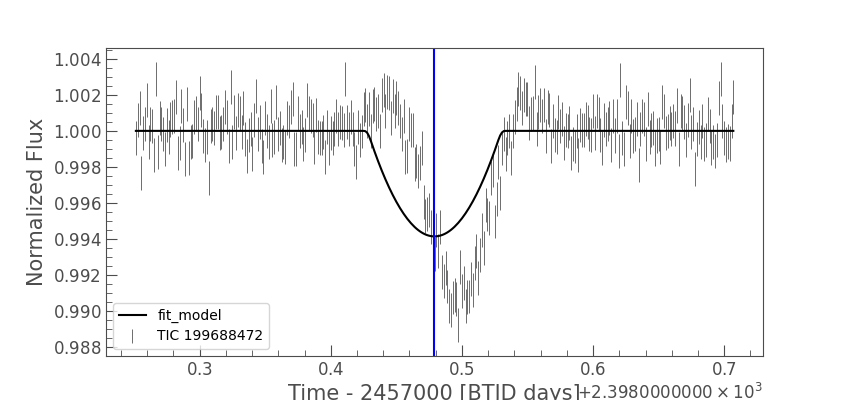 1.004
1.002
1.000
0.998
0.996
0.994
0.992
0.990
0.988
Normalized Flux
fit_model
TIC 199688472
0.3 0.4 0.5 0.6 0.7
Time - 2457000 [BTJD days]
+2.3980000000 × 10³